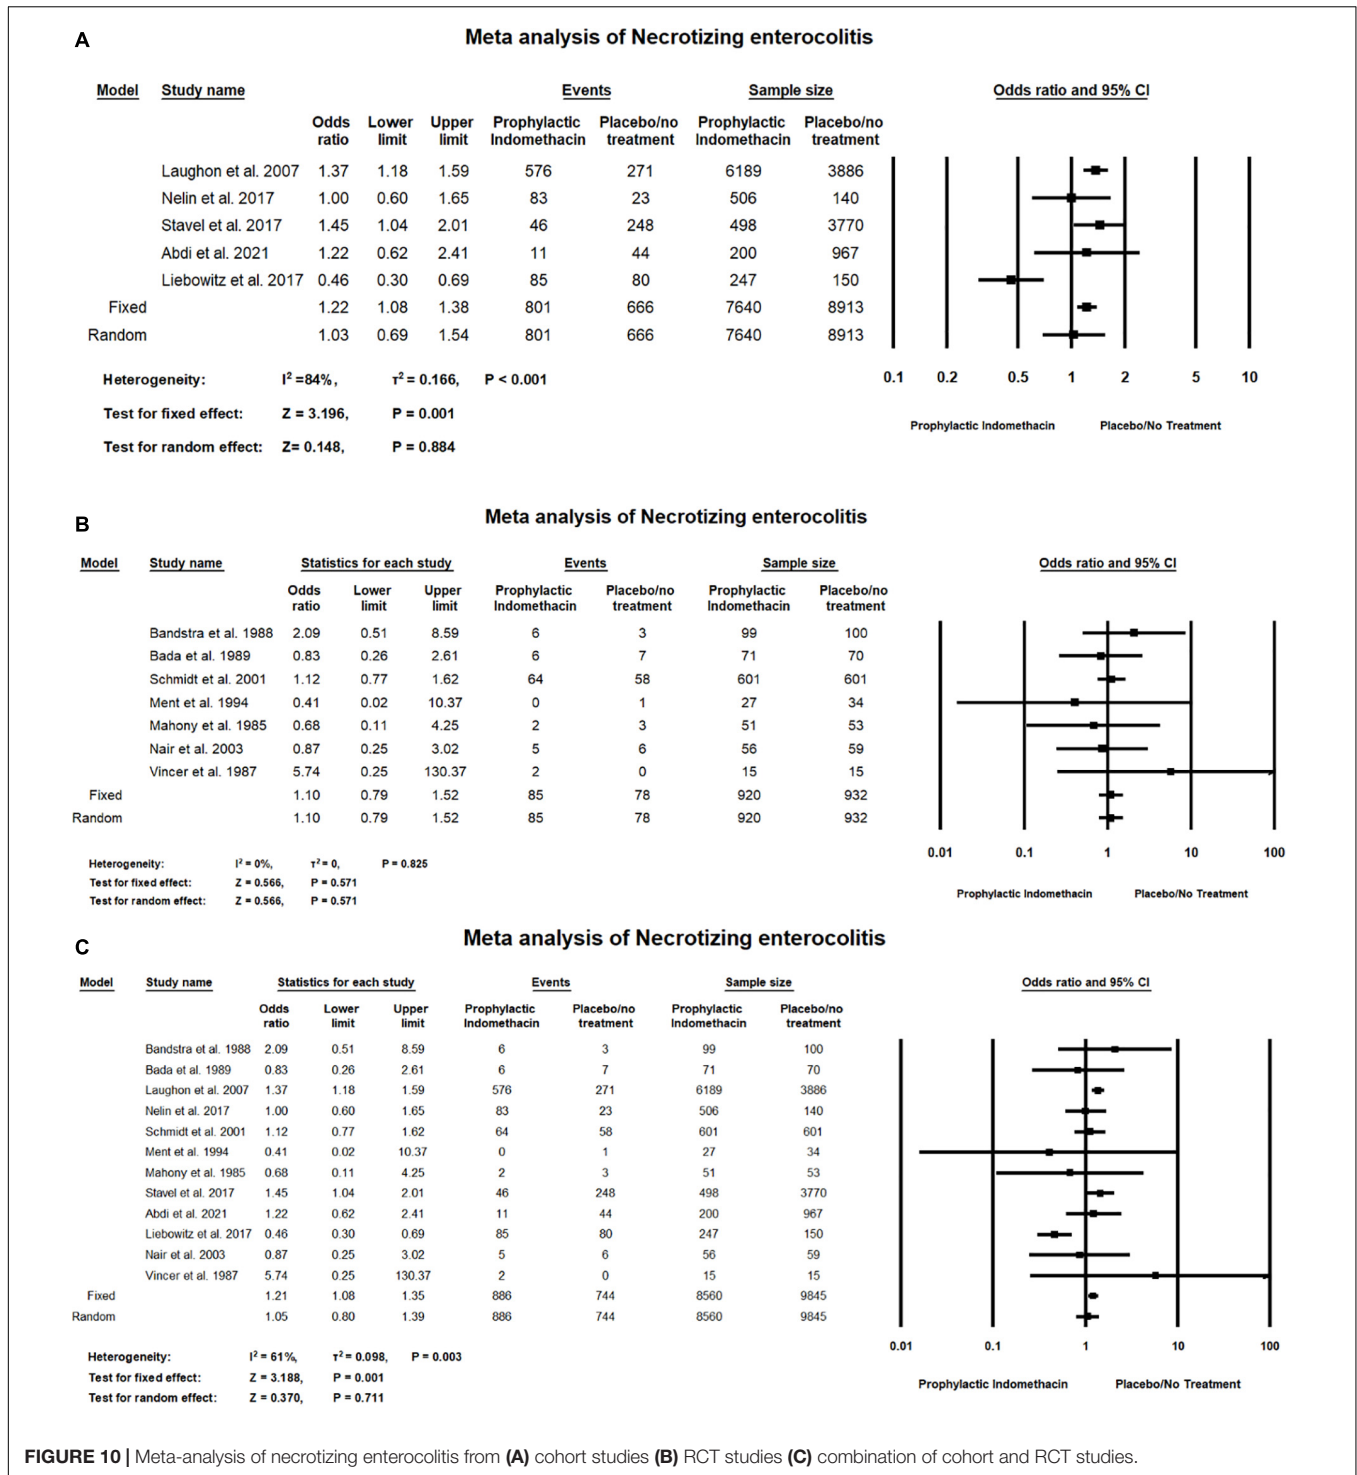 A
Meta analysis of Necrotizing enterocolitis
Model Study name Events Sample size Odds ratio and 95% CI
Odds Lower Upper Prophylactic Placebo/no Prophylactic Placebo/no
ratio limit limit Indomethacin treatment Indomethacin treatment
Laughon et al. 2007 1.37 1.18 1.59 576 271 6189 3886
Nelin et al. 2017 1.00 0.60 1.65 83 23 506 140
Stavel et al. 2017 1.45 1.04 2.01 46 248 498 3770
Abdi et al. 2021 1.22 0.62 2.41 11 44 200 967
Liebowitz et al. 2017 0.46 0.30 0.69 85 80 247 150
Fixed 1.22 1.08 1.38 801 666 7640 8913
Random 1.03 0.69 1.54 801 666 7640 8913
Heterogeneity: I² =84%, τ² = 0.166, P < 0.001 0.1 0.2 0.5 1 2 5 10
Test for fixed effect: Z = 3.196, P = 0.001
Prophylactic Indomethacin Placebo/No Treatment
Test for random effect: Z= 0.148, P = 0.884
B
Meta analysis of Necrotizing enterocolitis
Model Study name Statistics for each study Events Sample size Odds ratio and 95% CI
Odds Lower Upper Prophylactic Placebo/no Prophylactic Placebo/no
ratio limit limit Indomethacin treatment Indomethacin treatment
Bandstra et al. 1988 2.09 0.51 8.59 6 3 99 100
Bada et al. 1989 0.83 0.26 2.61 6 7 71 70
Schmidt et al. 2001 1.12 0.77 1.62 64 58 601 601
Ment et al. 1994 0.41 0.02 10.37 0 1 27 34
Mahony et al. 1985 0.68 0.11 4.25 2 3 51 53
Nair et al. 2003 0.87 0.25 3.02 5 6 56 59
Vincer et al. 1987 5.74 0.25 130.37 2 0 15 15
Fixed 1.10 0.79 1.52 85 78 920 932
Random 1.10 0.79 1.52 85 78 920 932
0.01 0.1 1 10 100
Heterogeneity: I² = 0%, τ² = 0, P = 0.825
Test for fixed effect: Z = 0.566, P = 0.571
Prophylactic Indomethacin Placebo/No Treatment
Test for random effect: Z = 0.566, P = 0.571
C
Meta analysis of Necrotizing enterocolitis
Model Study name Statistics for each study Events Sample size Odds ratio and 95% CI
Odds Lower Upper Prophylactic Placebo/no Prophylactic Placebo/no
ratio limit limit Indomethacin treatment Indomethacin treatment
Bandstra et al. 1988 2.09 0.51 8.59 6 3 99 100
Bada et al. 1989 0.83 0.26 2.61 6 7 71 70
Laughon et al. 2007 1.37 1.18 1.59 576 271 6189 3886
Nelin et al. 2017 1.00 0.60 1.65 83 23 506 140
Schmidt et al. 2001 1.12 0.77 1.62 64 58 601 601
Ment et al. 1994 0.41 0.02 10.37 0 1 27 34
Mahony et al. 1985 0.68 0.11 4.25 2 3 51 53
Stavel et al. 2017 1.45 1.04 2.01 46 248 498 3770
Abdi et al. 2021 1.22 0.62 2.41 11 44 200 967
Liebowitz et al. 2017 0.46 0.30 0.69 85 80 247 150
Nair et al. 2003 0.87 0.25 3.02 5 6 56 59
Vincer et al. 1987 5.74 0.25 130.37 2 0 15 15
Fixed 1.21 1.08 1.35 886 744 8560 9845
Random 1.05 0.80 1.39 886 744 8560 9845
0.01 0.1 1 10 100
Heterogeneity: I² = 61%, τ² = 0.098, P = 0.003
Test for fixed effect: Z = 3.188, P = 0.001
Prophylactic Indomethacin Placebo/No Treatment
Test for random effect: Z = 0.370, P = 0.711
FIGURE 10 | Meta-analysis of necrotizing enterocolitis from (A) cohort studies (B) RCT studies (C) combination of cohort and RCT studies.